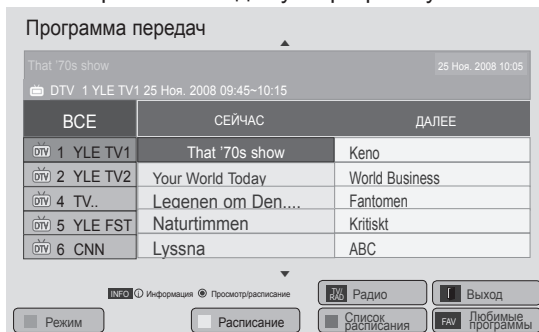 Программа передач
That '70s show 25 Ноя. 2008 10:05
DTV 1 YLE TV1 25 Ноя. 2008 09:45~10:15
ВСЕ СЕЙЧАС ДАЛЕЕ
DTV 1 YLE TV1 That '70s show Keno
DTV 2 YLE TV2 Your World Today World Business
DTV 4 TV.. Legenen om Den.... Fantomen
DTV 5 YLE FST Naturtimmen Kritiskt
DTV 6 CNN Lyssna ABC
INFO i Информация Просмотр/расписание TV/RAD Радио Выход
Режим Расписание Список расписания FAV Любимые программы